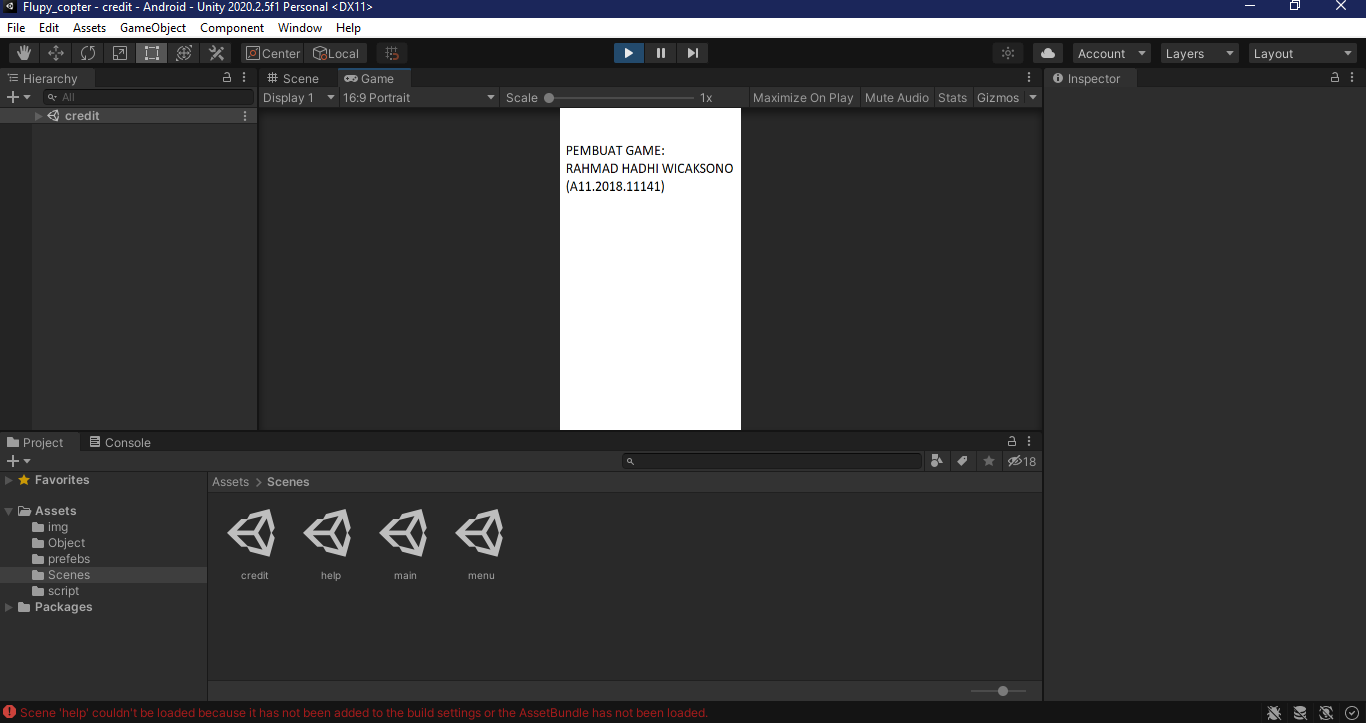 Flupy_copter - credit - Android - Unity 2020.2.5f1 Personal <DX11>
File Edit Assets GameObject Component Window Help
Center Local Account Layers Layout
Hierarchy Scene Game Inspector
All Display 1 16:9 Portrait Scale 1x Maximize On Play Mute Audio Stats Gizmos
credit
PEMBUAT GAME:
RAHMAD HADHI WICAKSONO
(A11.2018.11141)
Project Console
18
Favorites
Assets > Scenes
Assets
img
Object
prefebs
Scenes
script
Packages
credit help main menu
Scene 'help' couldn't be loaded because it has not been added to the build settings or the AssetBundle has not been loaded.